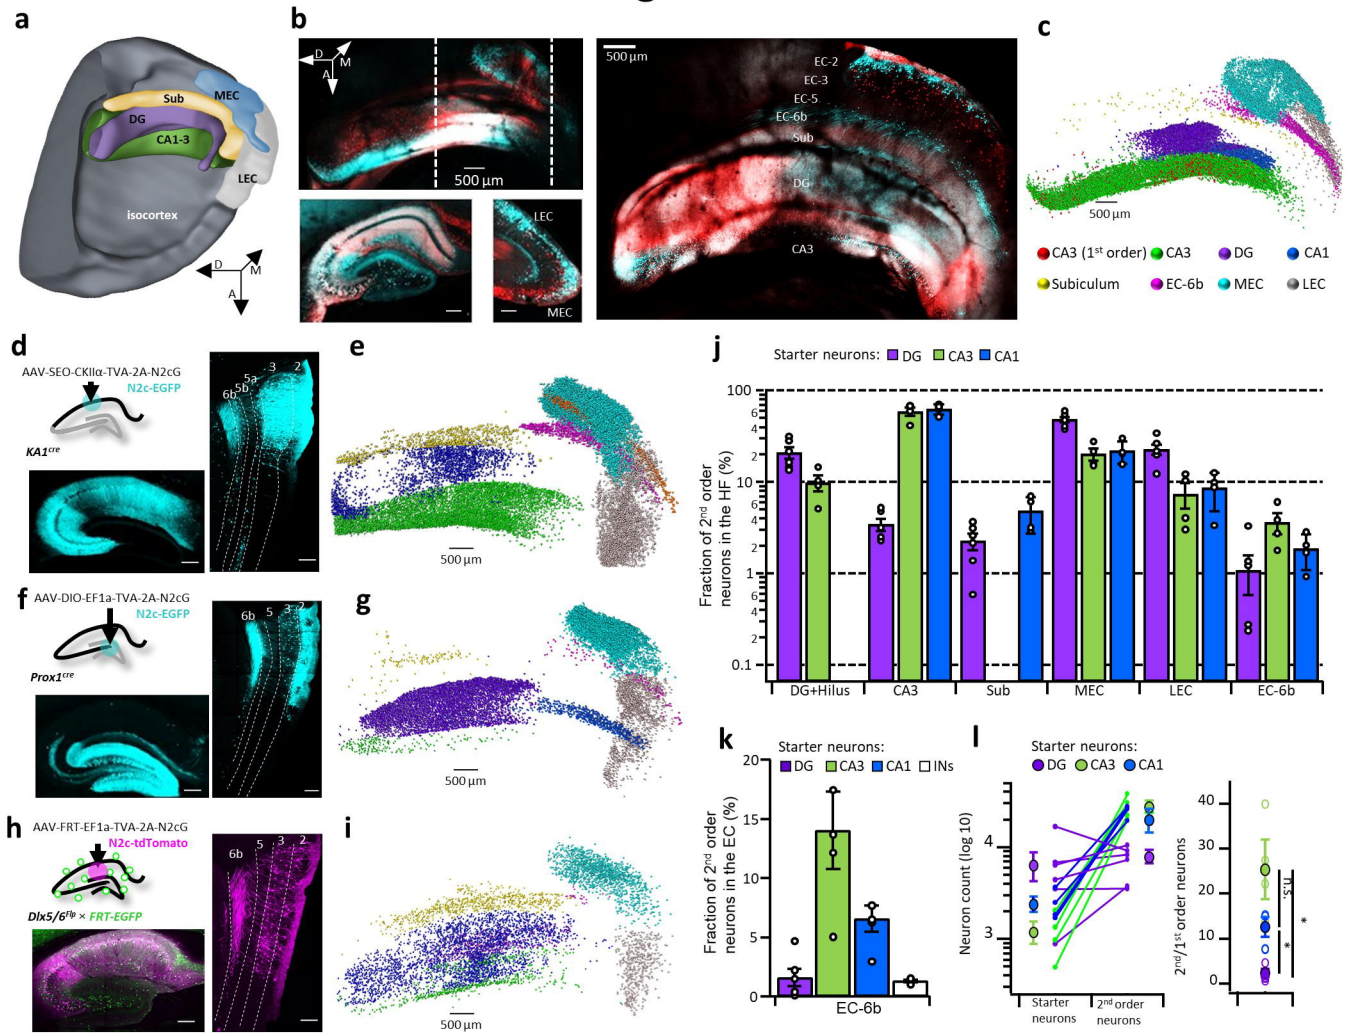 a
Sub
MEC
DG
CA1-3
LEC
isocortex
D
M
A
b
D
M
A
500 µm
LEC
MEC
500 µm
EC-2
EC-3
EC-5
EC-6b
Sub
DG
CA3
c
500 µm
CA3 (1st order)
CA3
DG
CA1
Subiculum
EC-6b
MEC
LEC
d
AAV-SEO-CKIIα-TVA-2A-N2cG
N2c-EGFP
KA1cre
6b
5b
5a
3
2
e
500 µm
f
AAV-DIO-EF1a-TVA-2A-N2cG
N2c-EGFP
Prox1cre
6b
5
3
2
g
500 µm
h
AAV-FRT-EF1a-TVA-2A-N2cG
N2c-tdTomato
Dlx5/6Flp × FRT-EGFP
6b
5
3
2
i
500 µm
j
Starter neurons: DG CA3 CA1
Fraction of 2nd order
neurons in the HF (%)
100
6
4
2
10
6
4
2
1
6
4
2
0.1
DG+Hilus
CA3
Sub
MEC
LEC
EC-6b
k
Starter neurons:
DG CA3 CA1 INs
Fraction of 2nd order
neurons in the EC (%)
20
15
10
5
0
EC-6b
l
Starter neurons:
DG CA3 CA1
Neuron count (log 10)
4
3
Starter
neurons
2nd order
neurons
2nd/1st order neurons
40
30
20
10
0
n.s.
*
*